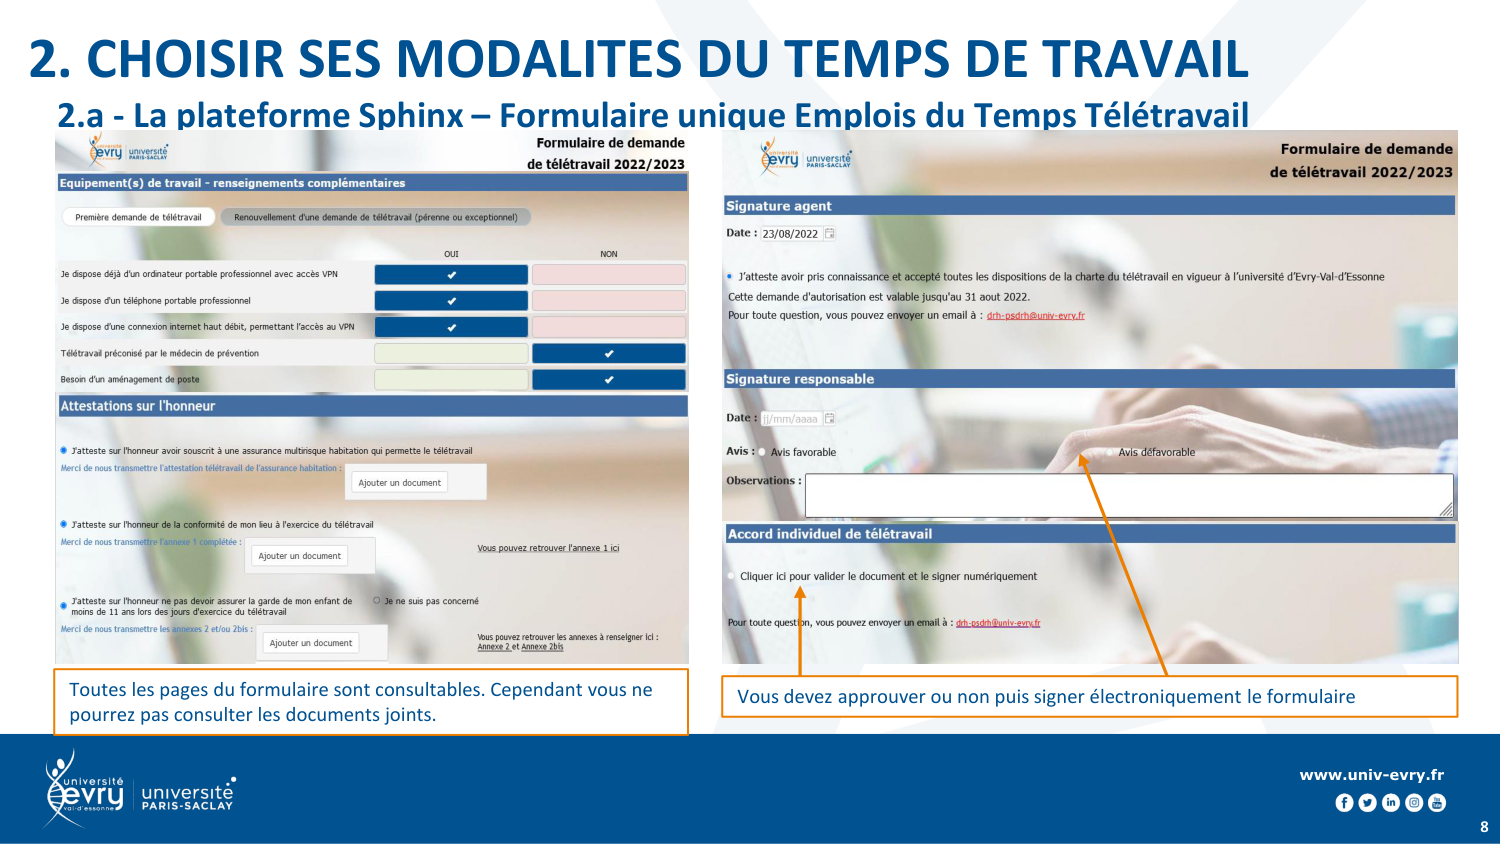 2. CHOISIR SES MODALITES DU TEMPS DE TRAVAIL
2.a - La plateforme Sphinx – Formulaire unique Emplois du Temps Télétravail
université
evry
université
PARIS-SACLAY
Formulaire de demande
de télétravail 2022/2023
Equipement(s) de travail - renseignements complémentaires
Première demande de télétravail
Renouvellement d'une demande de télétravail (pérenne ou exceptionnel)
OUI
NON
Je dispose déjà d'un ordinateur portable professionnel avec accès VPN
Je dispose d'un téléphone portable professionnel
Je dispose d'une connexion internet haut débit, permettant l'accès au VPN
Télétravail préconisé par le médecin de prévention
Besoin d'un aménagement de poste
Attestations sur l'honneur
J'atteste sur l'honneur avoir souscrit à une assurance multirisque habitation qui permette le télétravail
Merci de nous transmettre l'attestation télétravail de l'assurance habitation :
Ajouter un document
J'atteste sur l'honneur de la conformité de mon lieu à l'exercice du télétravail
Merci de nous transmettre l'annexe 1 complétée :
Ajouter un document
Vous pouvez retrouver l'annexe 1 ici
J'atteste sur l'honneur ne pas devoir assurer la garde de mon enfant de
moins de 11 ans lors des jours d'exercice du télétravail
Je ne suis pas concerné
Merci de nous transmettre les annexes 2 et/ou 2bis :
Ajouter un document
Vous pouvez retrouver les annexes à renseigner ici :
Annexe 2 et Annexe 2bis
Toutes les pages du formulaire sont consultables. Cependant vous ne
pourrez pas consulter les documents joints.
université
evry
université
PARIS-SACLAY
Formulaire de demande
de télétravail 2022/2023
Signature agent
Date : 23/08/2022
J'atteste avoir pris connaissance et accepté toutes les dispositions de la charte du télétravail en vigueur à l'université d'Evry-Val-d'Essonne
Cette demande d'autorisation est valable jusqu'au 31 aout 2022.
Pour toute question, vous pouvez envoyer un email à : drh-psdrh@univ-evry.fr
Signature responsable
Date : jj/mm/aaaa
Avis : Avis favorable
Avis défavorable
Observations :
Accord individuel de télétravail
Cliquer ici pour valider le document et le signer numériquement
Pour toute question, vous pouvez envoyer un email à : drh-psdrh@univ-evry.fr
Vous devez approuver ou non puis signer électroniquement le formulaire
université
evry
val-d'essonne
université
PARIS-SACLAY
www.univ-evry.fr
8